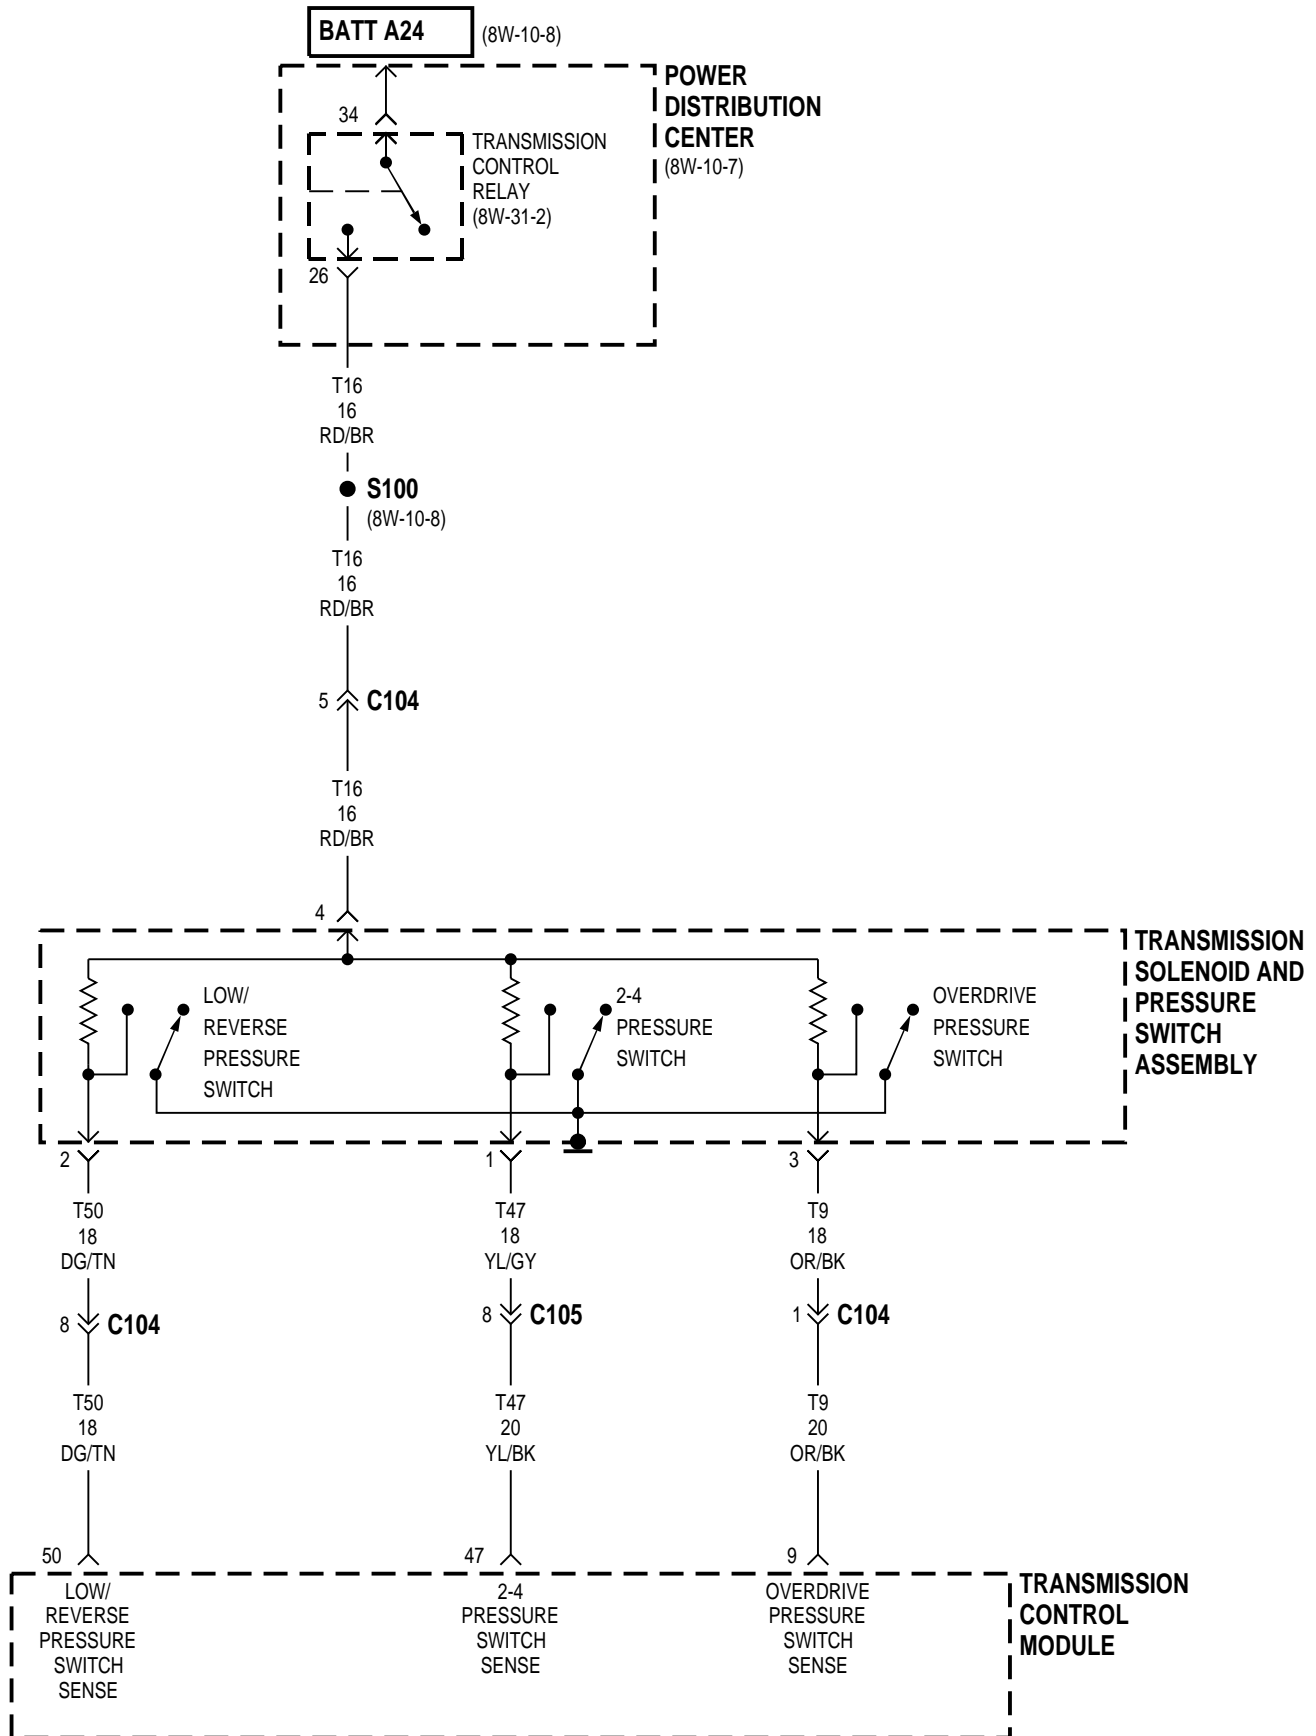 BATT A24
(8W-10-8)
POWER
DISTRIBUTION
CENTER
(8W-10-7)
34
TRANSMISSION
CONTROL
RELAY
(8W-31-2)
26
T16
16
RD/BR
S100
(8W-10-8)
T16
16
RD/BR
5
C104
T16
16
RD/BR
4
TRANSMISSION
SOLENOID AND
PRESSURE
SWITCH
ASSEMBLY
LOW/
REVERSE
PRESSURE
SWITCH
2-4
PRESSURE
SWITCH
OVERDRIVE
PRESSURE
SWITCH
2
1
3
T50
18
DG/TN
T47
18
YL/GY
T9
18
OR/BK
8
C104
8
C105
1
C104
T50
18
DG/TN
T47
20
YL/BK
T9
20
OR/BK
50
47
9
LOW/
REVERSE
PRESSURE
SWITCH
SENSE
2-4
PRESSURE
SWITCH
SENSE
OVERDRIVE
PRESSURE
SWITCH
SENSE
TRANSMISSION
CONTROL
MODULE